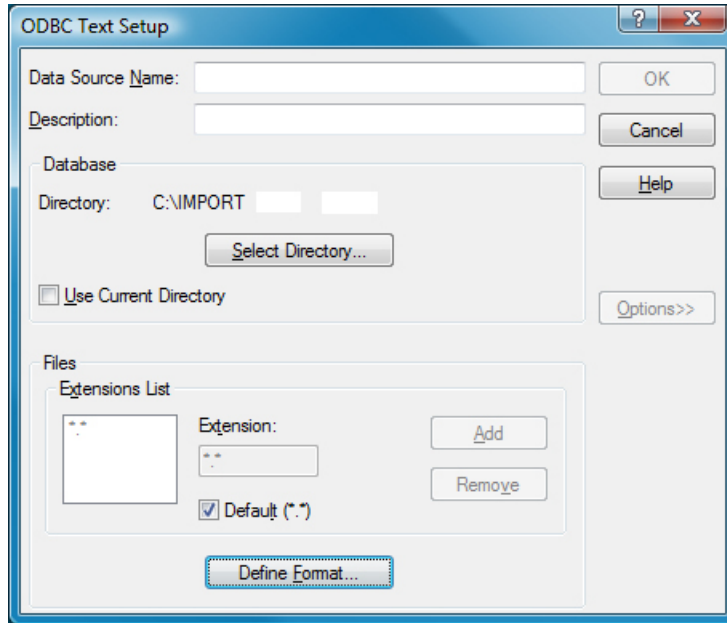 ODBC Text Setup
?
Data Source Name:
OK
Description:
Cancel
Database
Help
Directory: C:\IMPORT
Select Directory...
Use Current Directory
Options>>
Files
Extensions List
*.*
Extension:
Add
*.*
Remove
Default (*.*)
Define Format...